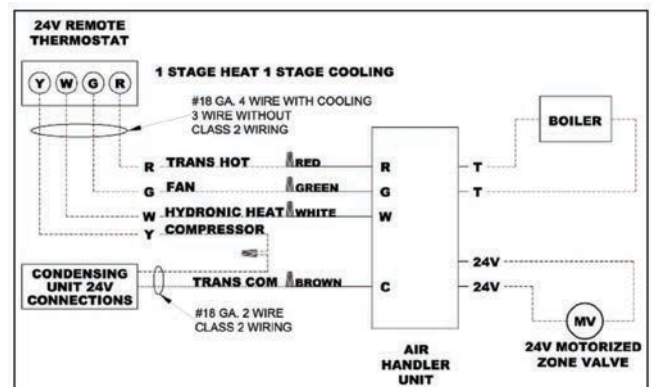 24V REMOTE
THERMOSTAT
Y W G R
1 STAGE HEAT 1 STAGE COOLING
#18 GA. 4 WIRE WITH COOLING
3 WIRE WITHOUT
CLASS 2 WIRING
BOILER
R TRANS HOT RED R T
G FAN GREEN G T
W HYDRONIC HEAT WHITE W
Y COMPRESSOR
24V
CONDENSING
UNIT 24V
CONNECTIONS
TRANS COM BROWN C 24V
#18 GA. 2 WIRE
CLASS 2 WIRING
MV
24V MOTORIZED
ZONE VALVE
AIR
HANDLER
UNIT